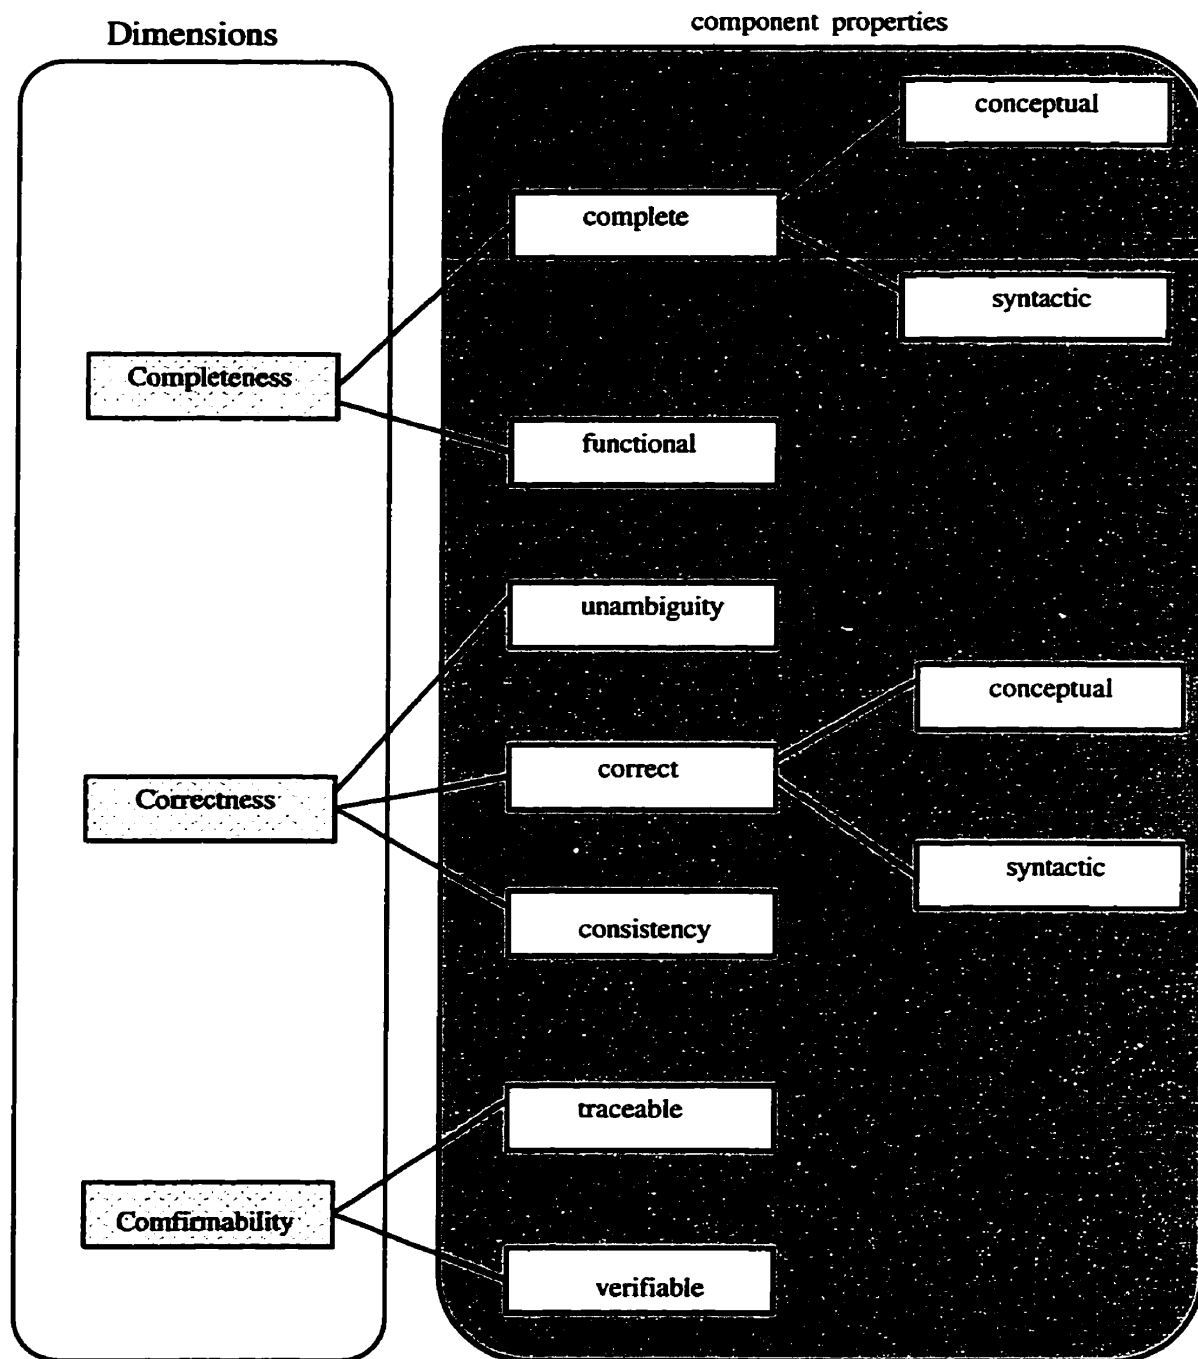 Dimensions
component properties
conceptual
complete
syntactic
Completeness
functional
unambiguity
conceptual
correct
Correctness
syntactic
consistency
traceable
Comfirmability
verifiable